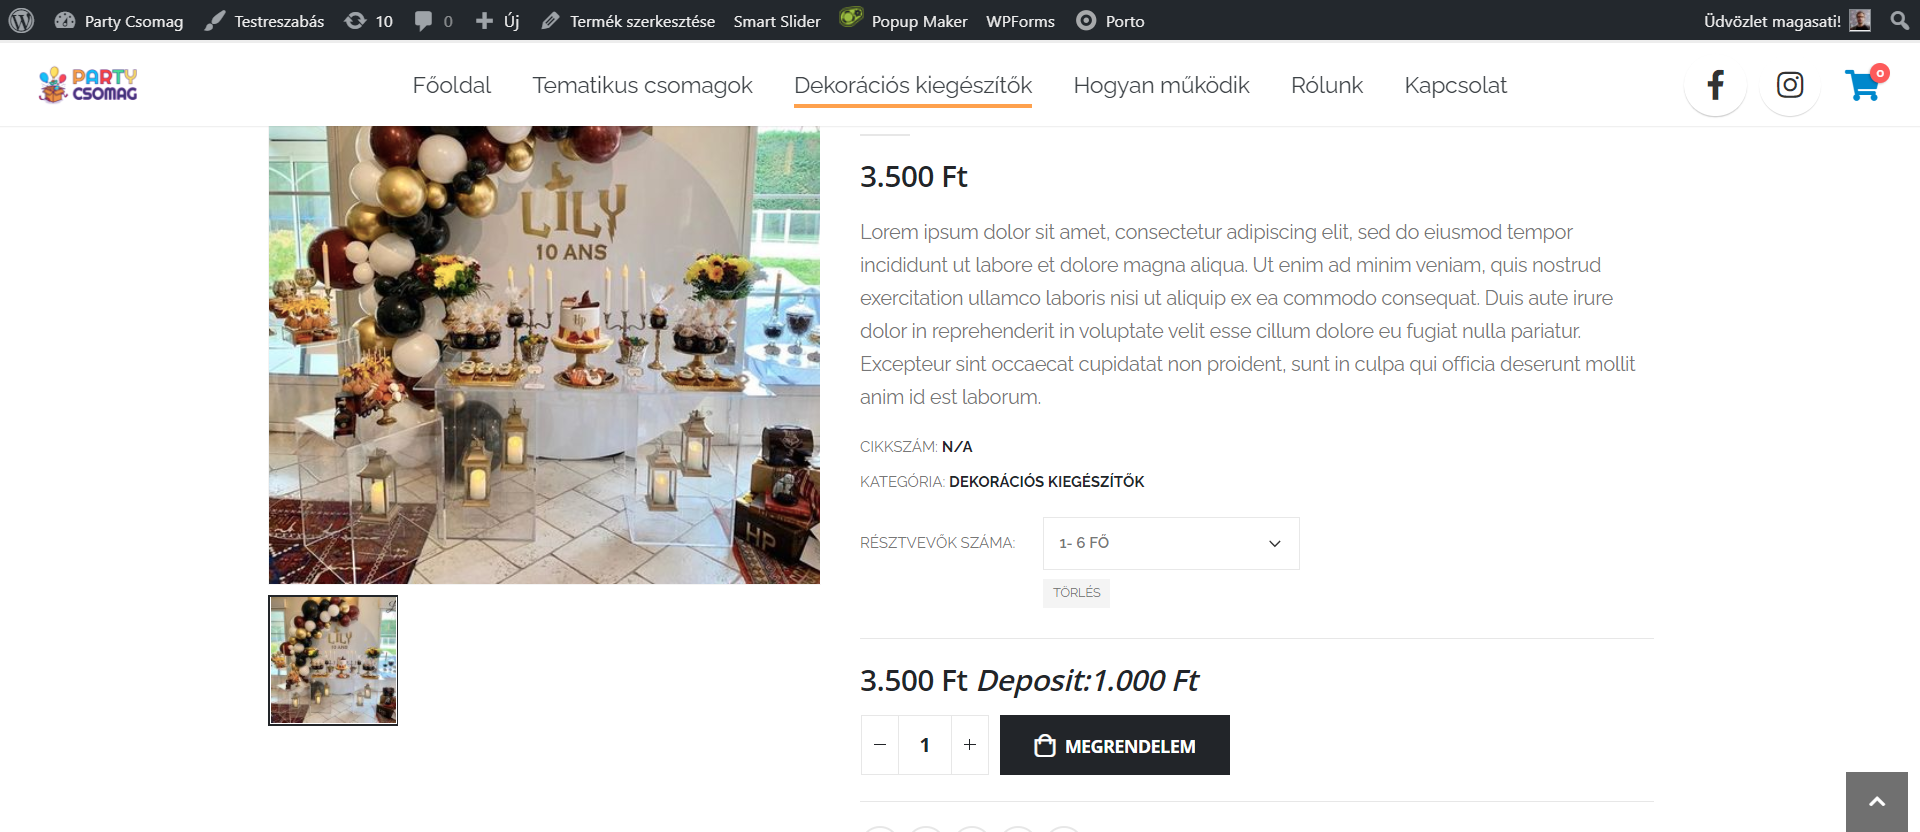 Party Csomag Testreszabás 10 0 Új Termék szerkesztése Smart Slider Popup Maker WPForms Porto Üdvözlet magasati!
PARTY
CSOMAG
Főoldal Tematikus csomagok Dekorációs kiegészítők Hogyan működik Rólunk Kapcsolat 0
LILY
10 ANS
HP
HP
3.500 Ft
Lorem ipsum dolor sit amet, consectetur adipiscing elit, sed do eiusmod tempor
incididunt ut labore et dolore magna aliqua. Ut enim ad minim veniam, quis nostrud
exercitation ullamco laboris nisi ut aliquip ex ea commodo consequat. Duis aute irure
dolor in reprehenderit in voluptate velit esse cillum dolore eu fugiat nulla pariatur.
Excepteur sint occaecat cupidatat non proident, sunt in culpa qui officia deserunt mollit
anim id est laborum.
CIKKSZÁM: N/A
KATEGÓRIA: DEKORÁCIÓS KIEGÉSZÍTŐK
RÉSZTVEVŐK SZÁMA: 1- 6 FŐ
TÖRLÉS
LILY
10 ANS
3.500 Ft Deposit:1.000 Ft
− 1 + MEGRENDELEM